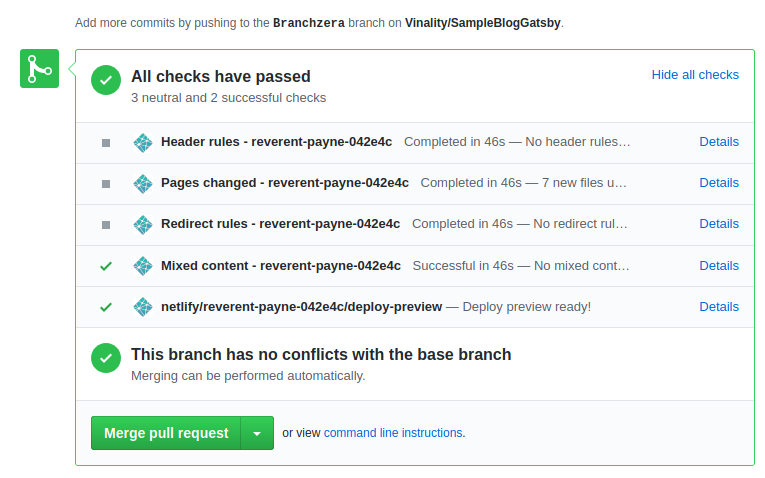 Add more commits by pushing to the Branchzera branch on Vinality/SampleBlogGatsby.
All checks have passed
Hide all checks
3 neutral and 2 successful checks
Header rules - reverent-payne-042e4c Completed in 46s — No header rules… Details
Pages changed - reverent-payne-042e4c Completed in 46s — 7 new files u… Details
Redirect rules - reverent-payne-042e4c Completed in 46s — No redirect rul… Details
Mixed content - reverent-payne-042e4c Successful in 46s — No mixed cont… Details
netlify/reverent-payne-042e4c/deploy-preview — Deploy preview ready! Details
This branch has no conflicts with the base branch
Merging can be performed automatically.
Merge pull request or view command line instructions.